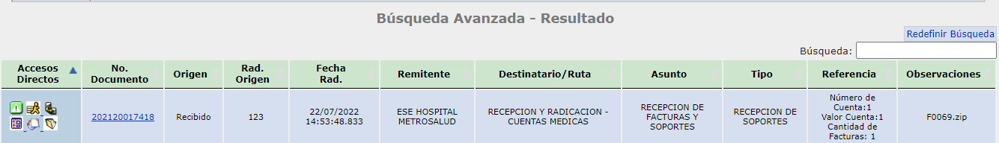 Búsqueda Avanzada - Resultado
Redefinir Búsqueda
Búsqueda:
Accesos Directos
No. Documento
Origen
Rad. Origen
Fecha Rad.
Remitente
Destinatario/Ruta
Asunto
Tipo
Referencia
Observaciones
202120017418
Recibido
123
22/07/2022
14:53:48.833
ESE HOSPITAL
METROSALUD
RECEPCION Y RADICACION -
CUENTAS MEDICAS
RECEPCION DE
FACTURAS Y
SOPORTES
RECEPCION DE
SOPORTES
Número de
Cuenta:1
Valor Cuenta:1
Cantidad de
Facturas: 1
F0069.zip